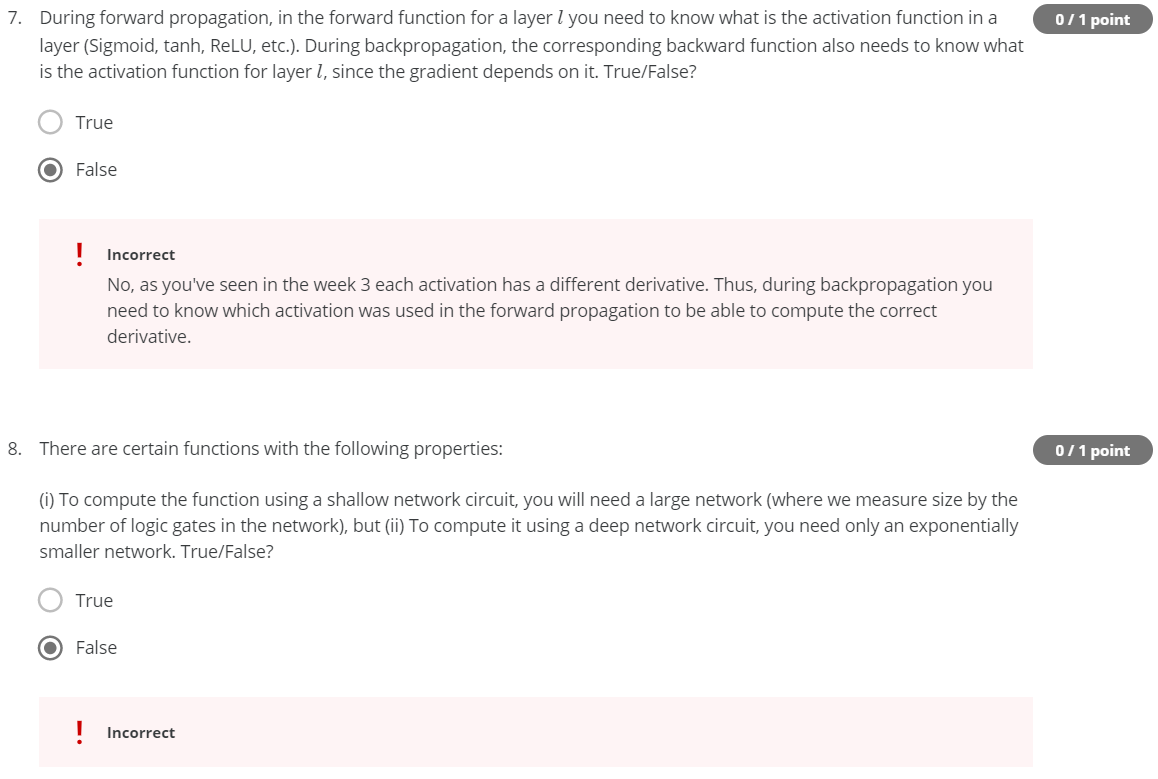 7. During forward propagation, in the forward function for a layer l you need to know what is the activation function in a
0 / 1 point
layer (Sigmoid, tanh, ReLU, etc.). During backpropagation, the corresponding backward function also needs to know what
is the activation function for layer l, since the gradient depends on it. True/False?
True
False
! Incorrect
No, as you've seen in the week 3 each activation has a different derivative. Thus, during backpropagation you
need to know which activation was used in the forward propagation to be able to compute the correct
derivative.
8. There are certain functions with the following properties:
0 / 1 point
(i) To compute the function using a shallow network circuit, you will need a large network (where we measure size by the
number of logic gates in the network), but (ii) To compute it using a deep network circuit, you need only an exponentially
smaller network. True/False?
True
False
! Incorrect